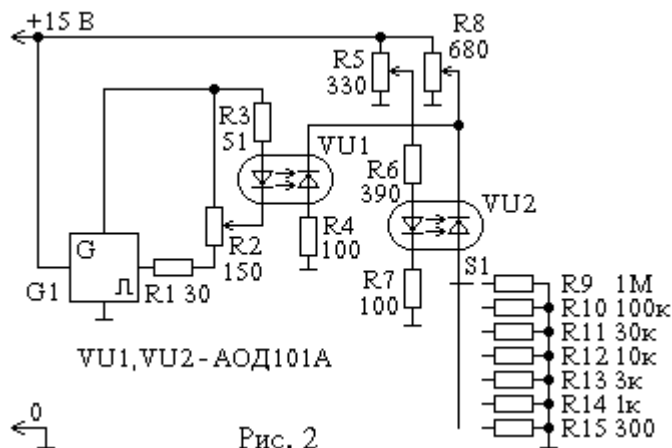 +15 В
R8
680
R5
330
R3
51
VU1
R6
390
VU2
G
R2
150
R4
100
G1
R1 30
R7
100
S1
R9 1М
R10 100к
R11 30к
R12 10к
R13 3к
R14 1к
R15 300
VU1, VU2 - АОД101А
0
Рис. 2